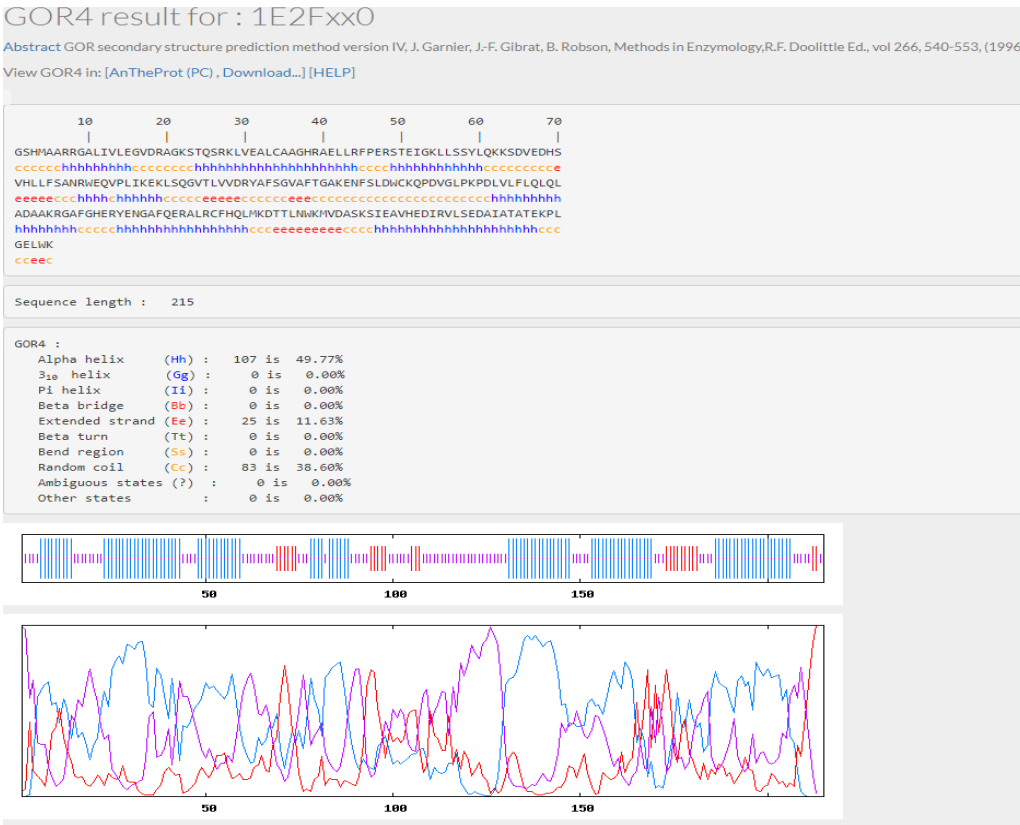 GOR4 result for : 1E2Fxx0
Abstract GOR secondary structure prediction method version IV, J. Garnier, J.-F. Gibrat, B. Robson, Methods in Enzymology,R.F. Doolittle Ed., vol 266, 540-553, (1996
View GOR4 in: [AnTheProt (PC) , Download...] [HELP]
10 20 30 40 50 60 70
| | | | | | |
GSHMAARRGALIVLEGVDRAGKSTQSRKLVEALCAAGHRAELLRFPERSTEIGKLLSSYLQKKSDVEDHS
cccccchhhhhhhhhcccccccchhhhhhhhhhhhhhhhhhhhhcccchhhhhhhhhhhhccccccccce
VHLLFSANRWEQVPLIKEKLSQGVTLVVDRYAFSGVAFTGAKENFSLDWCKQPDVGLPKPDLVLFLQLQL
eeeeeccchhhhchhhhhhccccceeeeecccccceeecccccccccccccccccccccccchhhhhhhhh
ADAAKRGAFGHERYENGAFQERALRCFHQLMKDTTLNWKMVDASKSIEAVHEDIRVLSEDAIATATEKPL
hhhhhhhhccccchhhhhhhhhhhhhhhhhccceeeeeeeeecccchhhhhhhhhhhhhhhhhhhhhccc
GELWK
cceec
Sequence length : 215
GOR4 :
Alpha helix (Hh) : 107 is 49.77%
3₁₀ helix (Gg) : 0 is 0.00%
Pi helix (Ii) : 0 is 0.00%
Beta bridge (Bb) : 0 is 0.00%
Extended strand (Ee) : 25 is 11.63%
Beta turn (Tt) : 0 is 0.00%
Bend region (Ss) : 0 is 0.00%
Random coil (Cc) : 83 is 38.60%
Ambiguous states (?) : 0 is 0.00%
Other states : 0 is 0.00%
50 100 150
50 100 150